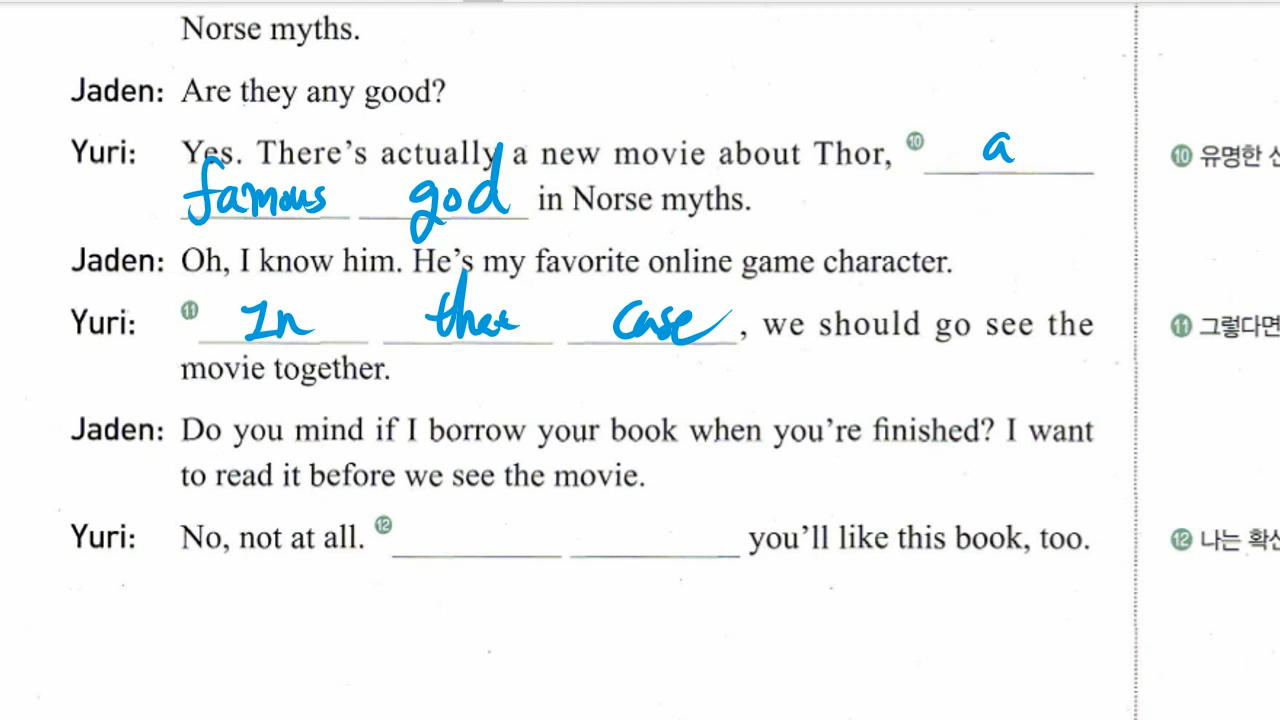 Norse myths.
Jaden: Are they any good?
Yuri: Yes. There's actually a new movie about Thor, ⑩ a
famous god in Norse myths.
⑩ 유명한
Jaden: Oh, I know him. He's my favorite online game character.
Yuri: ⑪ In that case, we should go see the
movie together.
⑪ 그렇다면
Jaden: Do you mind if I borrow your book when you're finished? I want
to read it before we see the movie.
Yuri: No, not at all. ⑫ you'll like this book, too.
⑫ 나는